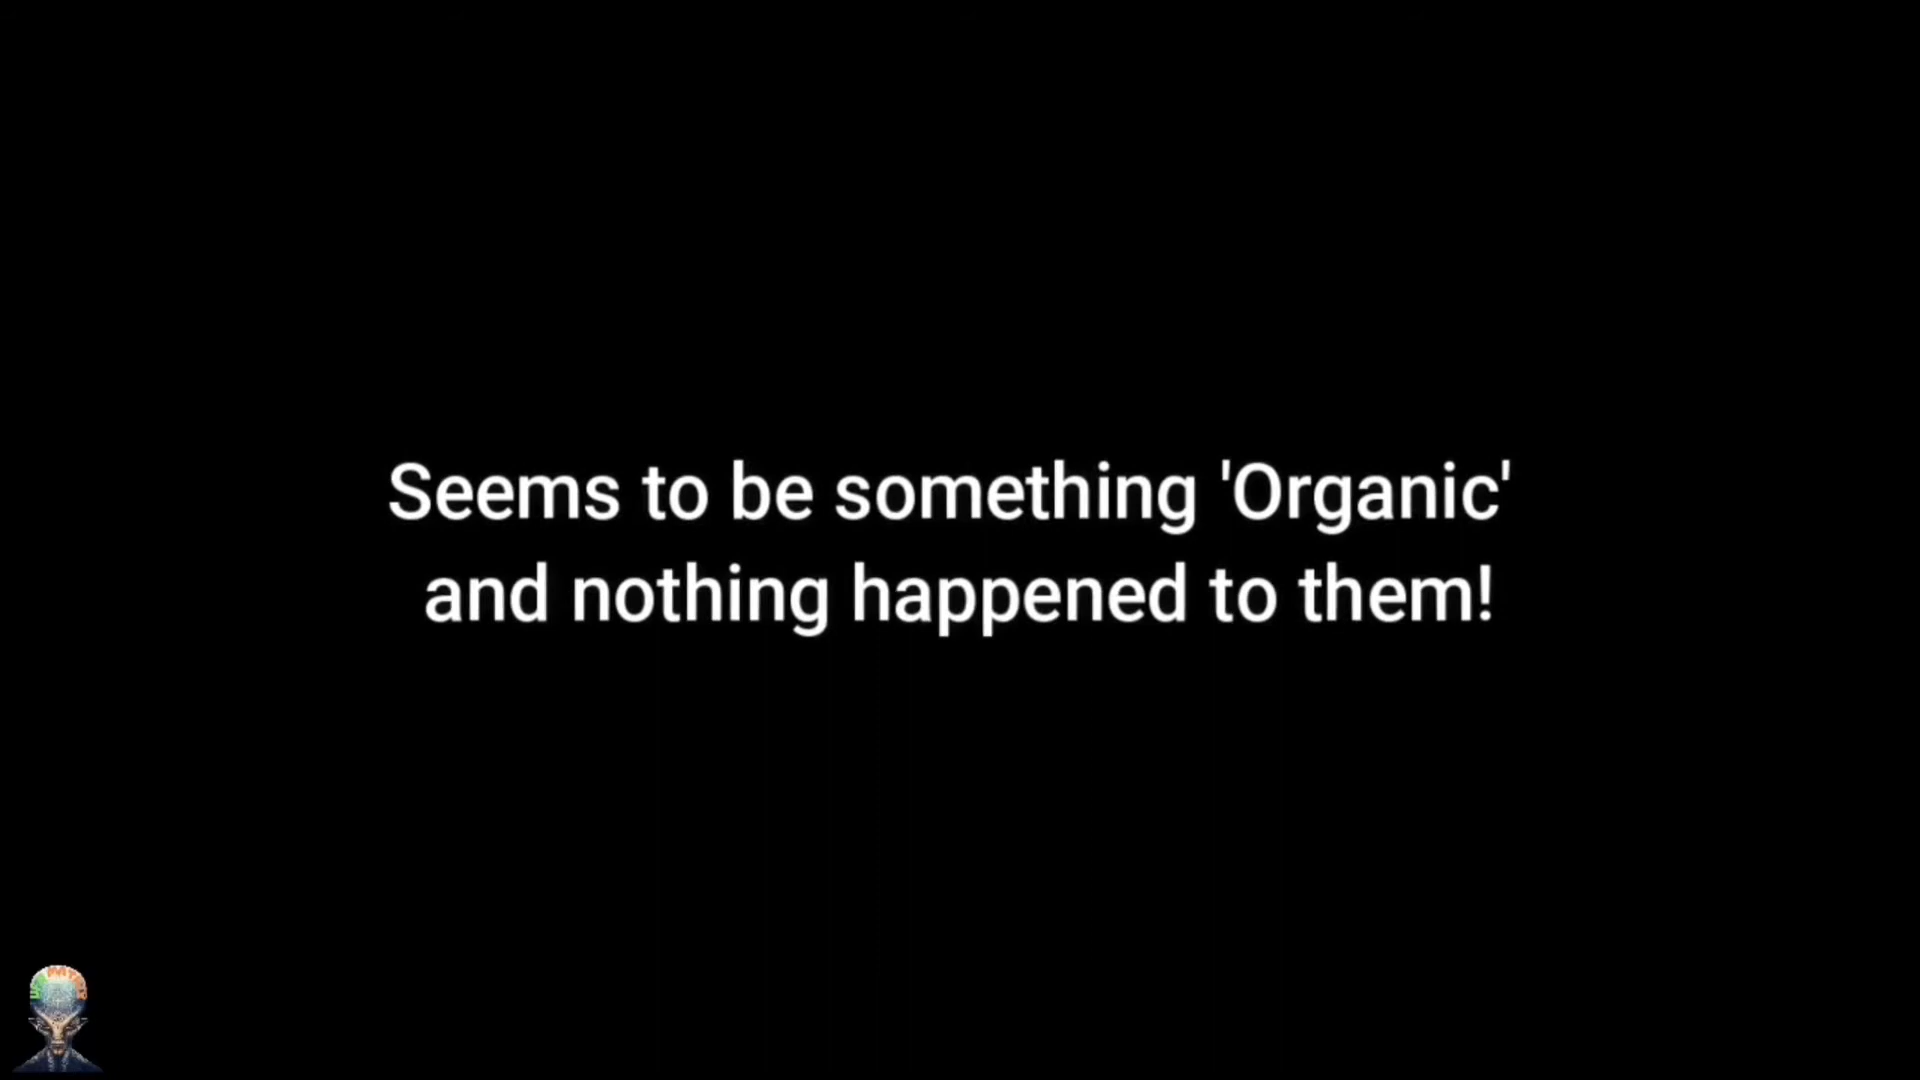 Seems to be something 'Organic'
and nothing happened to them!